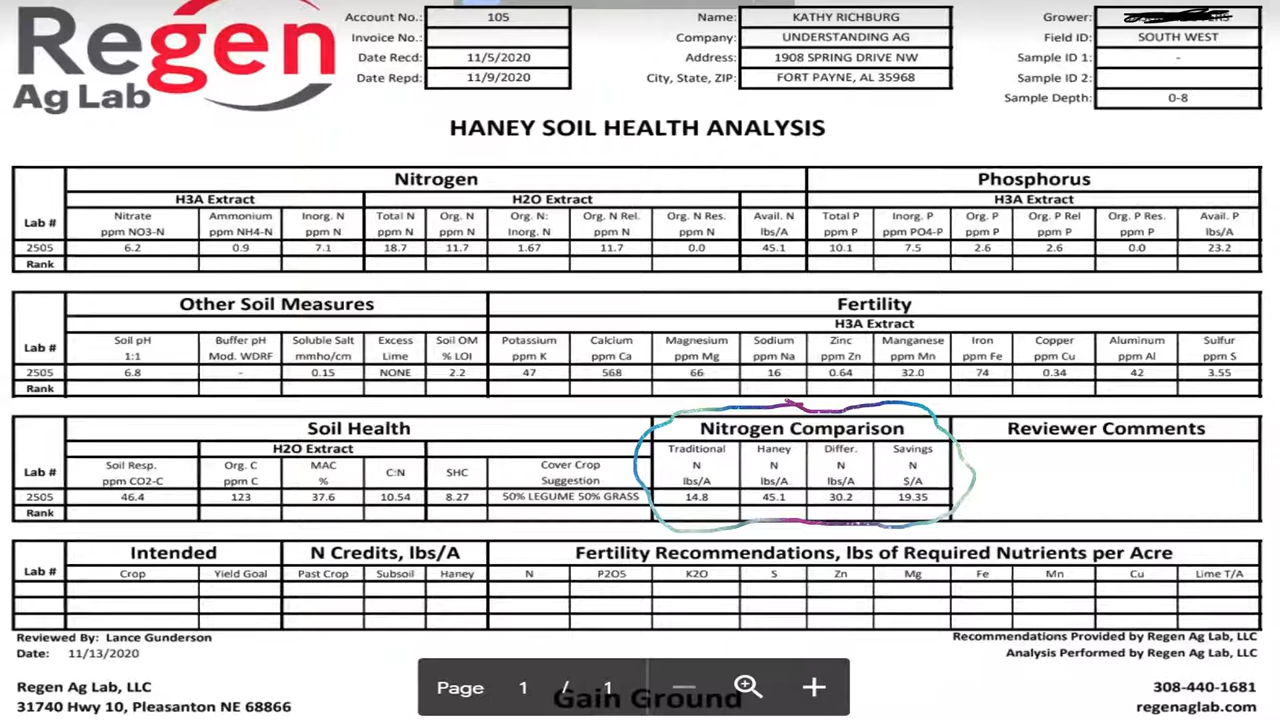 Regen
Ag Lab
Account No.: 105
Invoice No.:
Date Recd: 11/5/2020
Date Repd: 11/9/2020
Name: KATHY RICHBURG
Company: UNDERSTANDING AG
Address: 1908 SPRING DRIVE NW
City, State, ZIP: FORT PAYNE, AL 35968
Grower:
Field ID: SOUTH WEST
Sample ID 1: -
Sample ID 2:
Sample Depth: 0-8
HANEY SOIL HEALTH ANALYSIS
Nitrogen Phosphorus
H3A Extract H2O Extract H3A Extract
Lab # Nitrate Ammonium Inorg. N Total N Org. N Org. N: Org. N Rel. Org. N Res. Avail. N Total P Inorg. P Org. P Org. P Rel Org. P Res. Avail. P
ppm NO3-N ppm NH4-N ppm N ppm N ppm N Inorg. N ppm N ppm N lbs/A ppm P ppm PO4-P ppm P ppm P ppm P lbs/A
2505 6.2 0.9 7.1 18.7 11.7 1.67 11.7 0.0 45.1 10.1 7.5 2.6 2.6 0.0 23.2
Rank
Other Soil Measures Fertility
H3A Extract
Lab # Soil pH Buffer pH Soluble Salt Excess Soil OM Potassium Calcium Magnesium Sodium Zinc Manganese Iron Copper Aluminum Sulfur
1:1 Mod. WDRF mmho/cm Lime % LOI ppm K ppm Ca ppm Mg ppm Na ppm Zn ppm Mn ppm Fe ppm Cu ppm Al ppm S
2505 6.8 - 0.15 NONE 2.2 47 568 66 16 0.64 32.0 74 0.34 42 3.55
Rank
Soil Health Nitrogen Comparison Reviewer Comments
H2O Extract Traditional Haney Differ. Savings
Lab # Soil Resp. Org. C MAC C:N SHC Cover Crop N N N N
ppm CO2-C ppm C % Suggestion lbs/A lbs/A lbs/A $/A
2505 46.4 123 37.6 10.54 8.27 50% LEGUME 50% GRASS 14.8 45.1 30.2 19.35
Rank
Intended N Credits, lbs/A Fertility Recommendations, lbs of Required Nutrients per Acre
Lab # Crop Yield Goal Past Crop Subsoil Haney N P2O5 K2O S Zn Mg Fe Mn Cu Lime T/A
Reviewed By: Lance Gunderson
Date: 11/13/2020
Recommendations Provided by Regen Ag Lab, LLC
Analysis Performed by Regen Ag Lab, LLC
Regen Ag Lab, LLC
31740 Hwy 10, Pleasanton NE 68866
Page 1 / 1
Gain Ground
308-440-1681
regenaglab.com